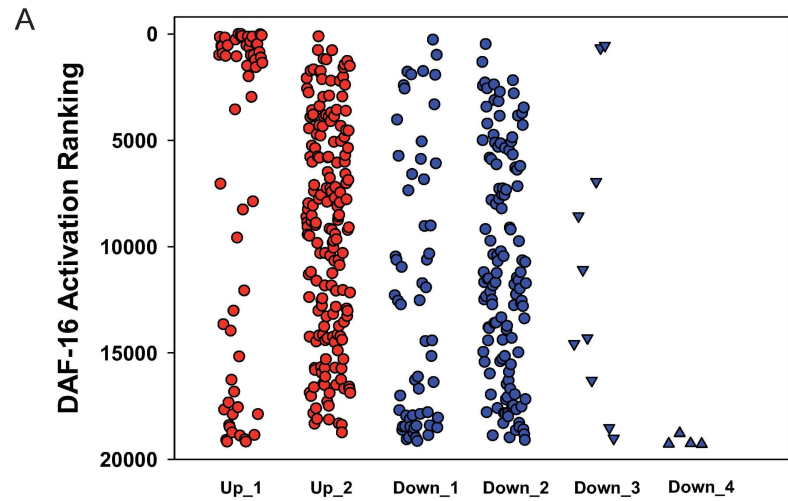 A
DAF-16 Activation Ranking
0
5000
10000
15000
20000
Up_1 Up_2 Down_1 Down_2 Down_3 Down_4